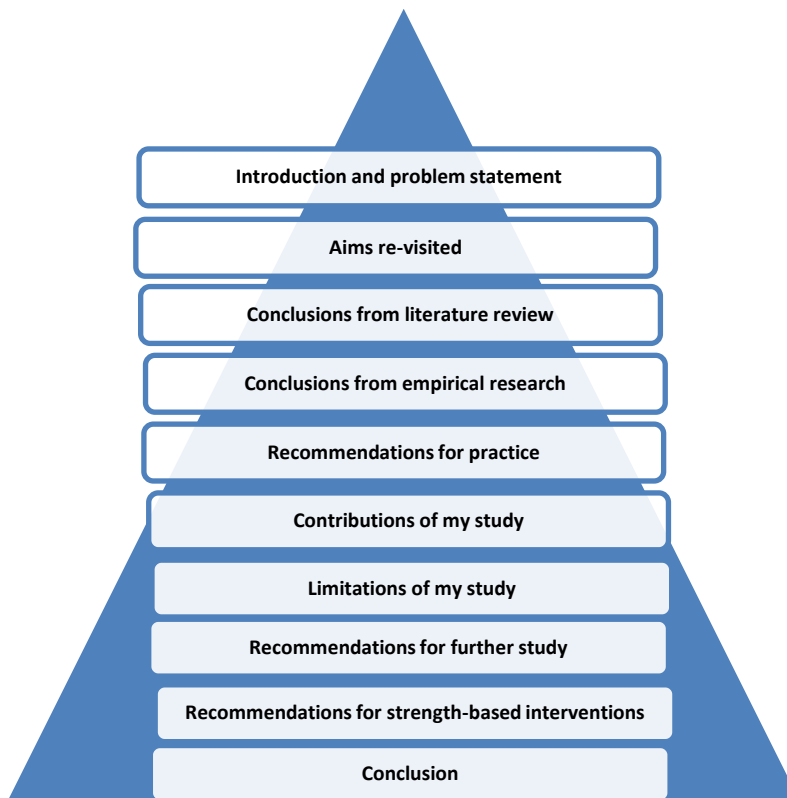 Introduction and problem statement
Aims re-visited
Conclusions from literature review
Conclusions from empirical research
Recommendations for practice
Contributions of my study
Limitations of my study
Recommendations for further study
Recommendations for strength-based interventions
Conclusion